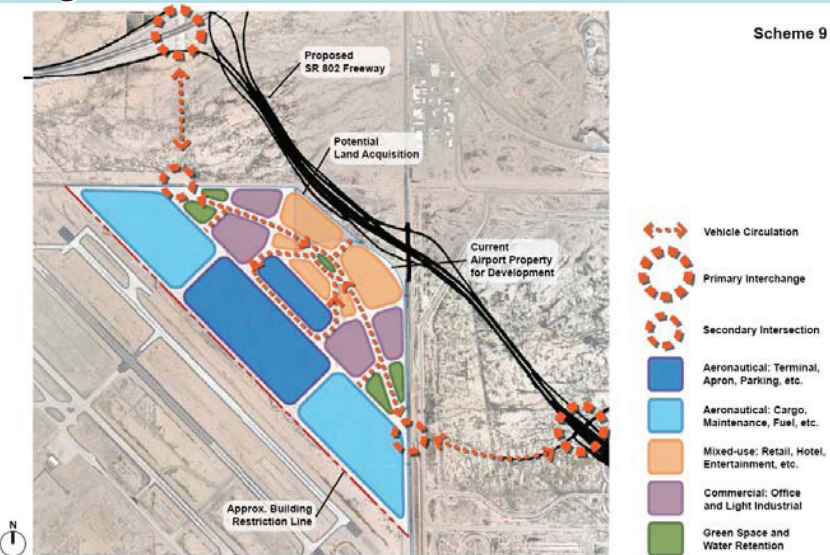 Scheme 9
Proposed
SR 802 Freeway
Potential
Land Acquisition
Current
Airport Property
for Development
Approx. Building
Restriction Line
N
Vehicle Circulation
Primary Interchange
Secondary Intersection
Aeronautical: Terminal,
Apron, Parking, etc.
Aeronautical: Cargo,
Maintenance, Fuel, etc.
Mixed-use: Retail, Hotel,
Entertainment, etc.
Commercial: Office
and Light Industrial
Green Space and
Water Retention